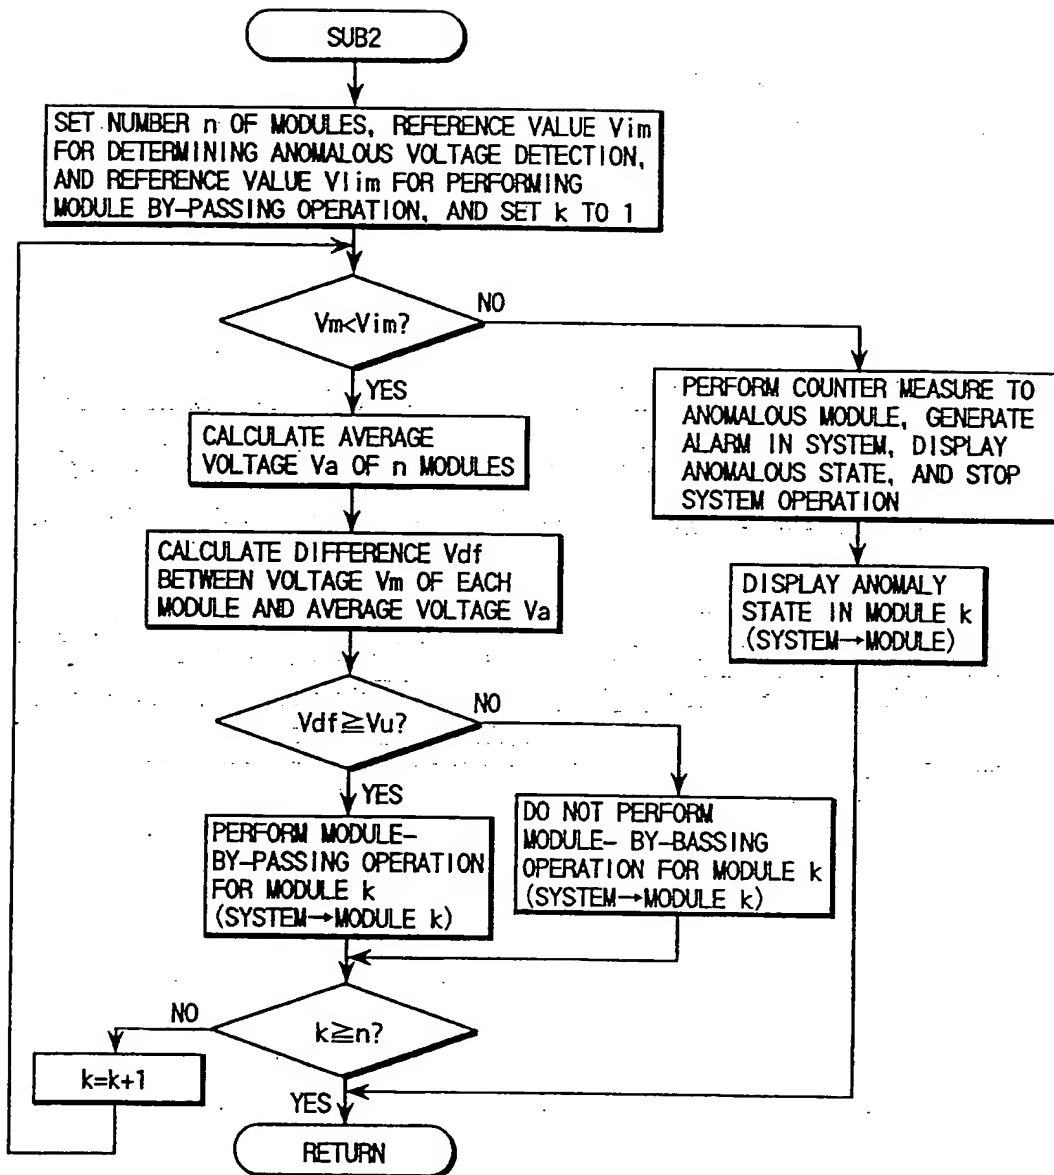 SUB2
SET NUMBER n OF MODULES, REFERENCE VALUE Vim
FOR DETERMINING ANOMALOUS VOLTAGE DETECTION,
AND REFERENCE VALUE Vlim FOR PERFORMING
MODULE BY-PASSING OPERATION, AND SET k TO 1
Vm<Vim?
NO
YES
PERFORM COUNTER MEASURE TO
ANOMALOUS MODULE, GENERATE
ALARM IN SYSTEM, DISPLAY
ANOMALOUS STATE, AND STOP
SYSTEM OPERATION
CALCULATE AVERAGE
VOLTAGE Va OF n MODULES
CALCULATE DIFFERENCE Vdf
BETWEEN VOLTAGE Vm OF EACH
MODULE AND AVERAGE VOLTAGE Va
DISPLAY ANOMALY
STATE IN MODULE k
(SYSTEM→MODULE)
Vdf≧Vu?
NO
YES
PERFORM MODULE-
BY-PASSING OPERATION
FOR MODULE k
(SYSTEM→MODULE k)
DO NOT PERFORM
MODULE- BY-BASSING
OPERATION FOR MODULE k
(SYSTEM→MODULE k)
k≧n?
NO
k=k+1
YES
RETURN